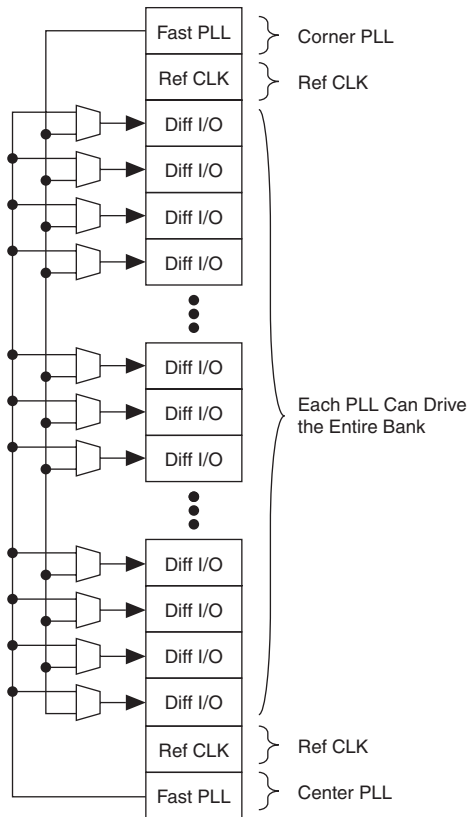 Fast PLL
Corner PLL
Ref CLK
Ref CLK
Diff I/O
Diff I/O
Diff I/O
Diff I/O
Diff I/O
Diff I/O
Diff I/O
Each PLL Can Drive
the Entire Bank
Diff I/O
Diff I/O
Diff I/O
Diff I/O
Ref CLK
Ref CLK
Fast PLL
Center PLL